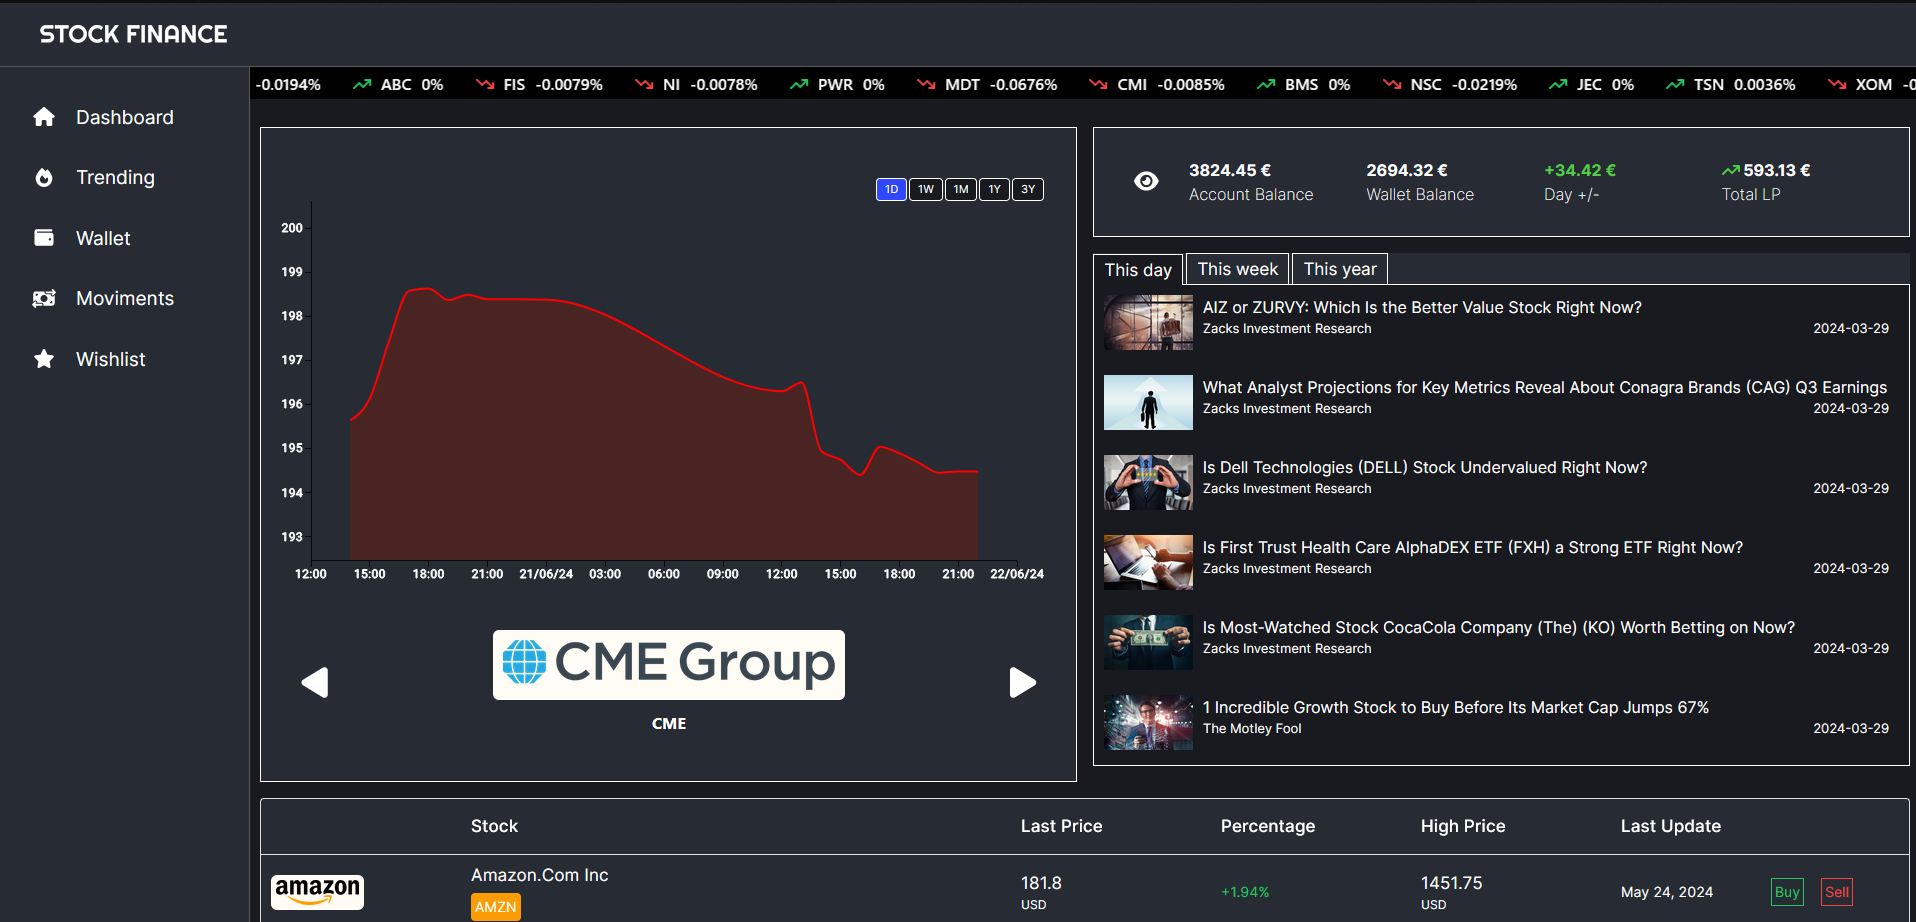 STOCK FINANCE
-0.0194% ABC 0% FIS -0.0079% NI -0.0078% PWR 0% MDT -0.0676% CMI -0.0085% BMS 0% NSC -0.0219% JEC 0% TSN 0.0036% XOM -0
Dashboard
Trending
Wallet
Moviments
Wishlist
1D 1W 1M 1Y 3Y
200
199
198
197
196
195
194
193
12:00 15:00 18:00 21:00 21/06/24 03:00 06:00 09:00 12:00 15:00 18:00 21:00 22/06/24
CME Group
CME
3824.45 € 2694.32 € +34.42 € 593.13 €
Account Balance Wallet Balance Day +/- Total LP
This day This week This year
AIZ or ZURVY: Which Is the Better Value Stock Right Now?
Zacks Investment Research 2024-03-29
What Analyst Projections for Key Metrics Reveal About Conagra Brands (CAG) Q3 Earnings
Zacks Investment Research 2024-03-29
Is Dell Technologies (DELL) Stock Undervalued Right Now?
Zacks Investment Research 2024-03-29
Is First Trust Health Care AlphaDEX ETF (FXH) a Strong ETF Right Now?
Zacks Investment Research 2024-03-29
Is Most-Watched Stock CocaCola Company (The) (KO) Worth Betting on Now?
Zacks Investment Research 2024-03-29
1 Incredible Growth Stock to Buy Before Its Market Cap Jumps 67%
The Motley Fool 2024-03-29
Stock Last Price Percentage High Price Last Update
amazon Amazon.Com Inc 181.8 +1.94% 1451.75 May 24, 2024 Buy Sell
AMZN USD USD